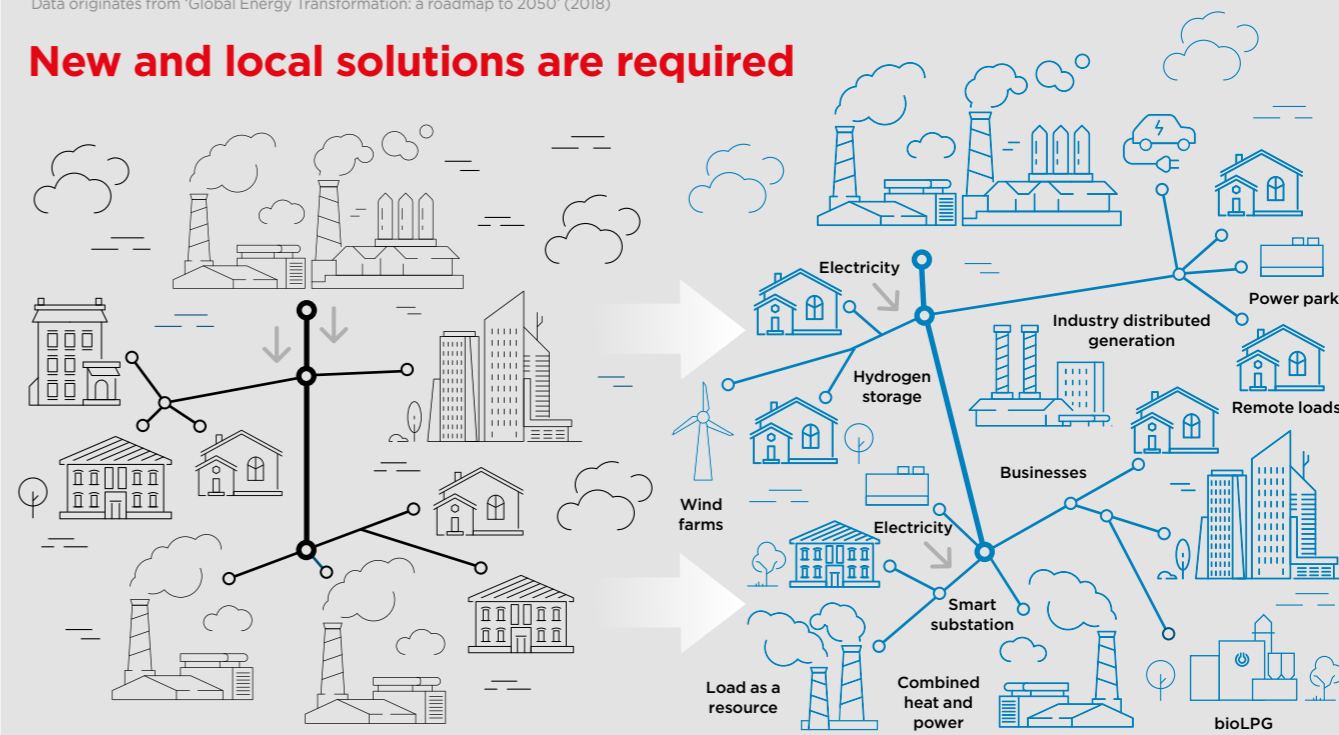 Data originates from 'Global Energy Transformation: a roadmap to 2050' (2018)
New and local solutions are required
Electricity
Power park
Industry distributed
generation
Hydrogen
storage
Remote loads
Businesses
Wind
farms
Electricity
Smart
substation
Load as a
resource
Combined
heat and
power
bioLPG